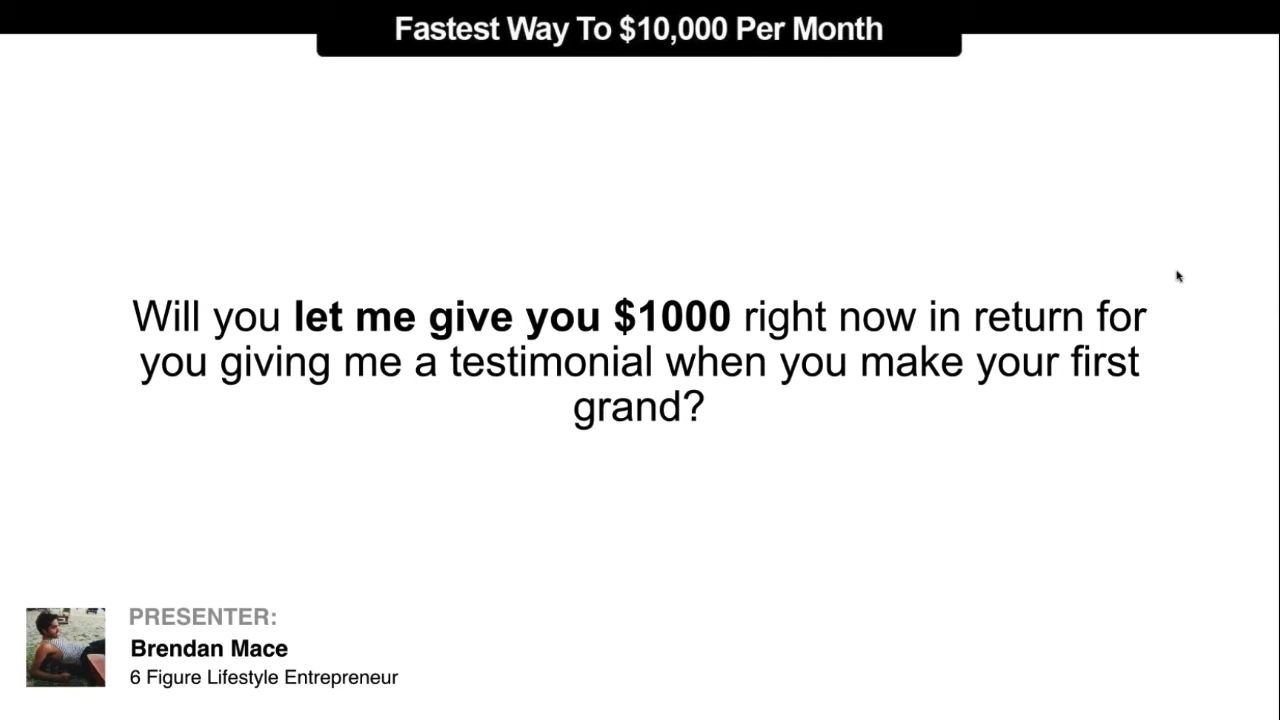 Fastest Way To $10,000 Per Month
Will you let me give you $1000 right now in return for
you giving me a testimonial when you make your first
grand?
PRESENTER:
Brendan Mace
6 Figure Lifestyle Entrepreneur